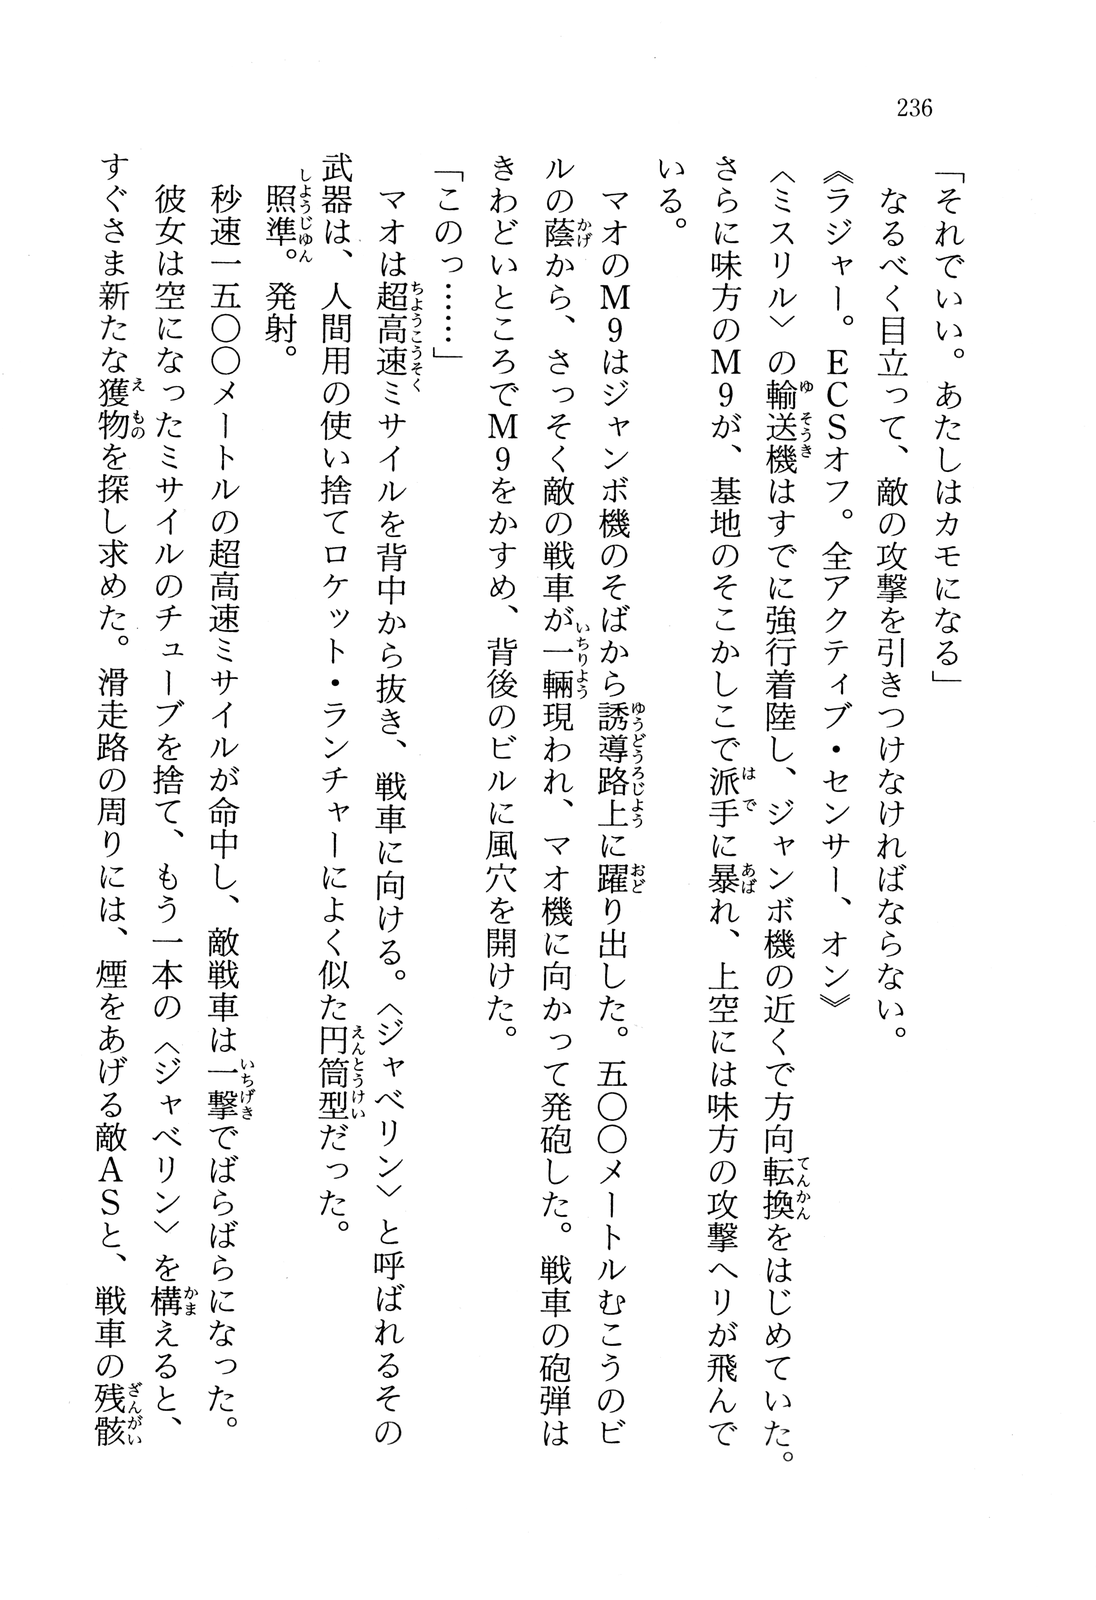 236
「それでいい。あたしはカモになる」
なるべく目立って、敵の攻撃を引きつけなければならない。
《ラジャー。ECSオフ。全アクティブ・センサー、オン》
〈ミスリル〉の輸送機はすでに強行着陸し、ジャンボ機の近くで方向転換をはじめていた。
さらに味方のM9が、基地のそこかしこで派手に暴れ、上空には味方の攻撃ヘリが飛んで
いる。
マオのM9はジャンボ機のそばから誘導路上に躍り出した。五〇〇メートルむこうのビ
ルの蔭から、さっそく敵の戦車が一輛現われ、マオ機に向かって発砲した。戦車の砲弾は
きわどいところでM9をかすめ、背後のビルに風穴を開けた。
「このっ……」
マオは超高速ミサイルを背中から抜き、戦車に向ける。〈ジャベリン〉と呼ばれるその
武器は、人間用の使い捨てロケット・ランチャーによく似た円筒型だった。
照準。発射。
秒速一五〇〇メートルの超高速ミサイルが命中し、敵戦車は一撃でばらばらになった。
彼女は空になったミサイルのチューブを捨て、もう一本の〈ジャベリン〉を構えると、
すぐさま新たな獲物を探し求めた。滑走路の周りには、煙をあげる敵ASと、戦車の残骸